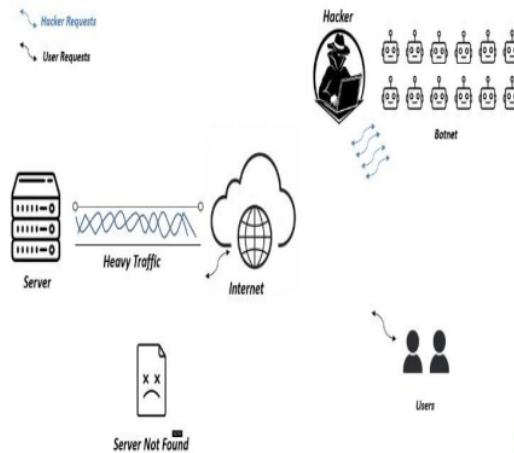 Hacker Requests
User Requests
Hacker
Botnet
Heavy Traffic
Server
Internet
Users
Server Not Found